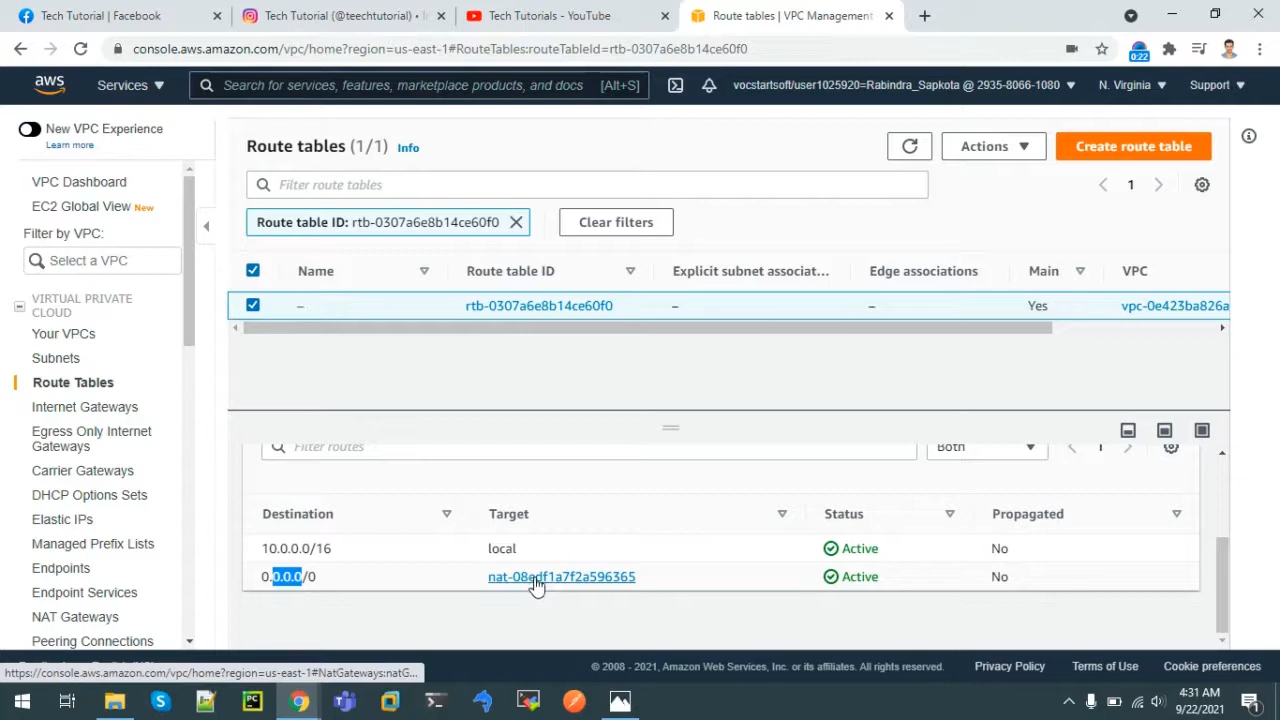 Tech Tutorial | Facebook
Tech Tutorial (@teechtutorial) • I
Tech Tutorials - YouTube
Route tables | VPC Management
console.aws.amazon.com/vpc/home?region=us-east-1#RouteTables:routeTableId=rtb-0307a6e8b14ce60f0
0:22
aws
Services
Search for services, features, marketplace products, and docs
[Alt+S]
vocstartsoft/user1025920=Rabindra_Sapkota @ 2935-8066-1080
N. Virginia
Support
New VPC Experience
Learn more
VPC Dashboard
EC2 Global View New
Filter by VPC:
Select a VPC
VIRTUAL PRIVATE
CLOUD
Your VPCs
Subnets
Route Tables
Internet Gateways
Egress Only Internet
Gateways
Carrier Gateways
DHCP Options Sets
Elastic IPs
Managed Prefix Lists
Endpoints
Endpoint Services
NAT Gateways
Peering Connections
Route tables (1/1) Info
Actions
Create route table
Filter route tables
1
Route table ID: rtb-0307a6e8b14ce60f0
Clear filters
Name
Route table ID
Explicit subnet associat...
Edge associations
Main
VPC
–
rtb-0307a6e8b14ce60f0
–
–
Yes
vpc-0e423ba826a
Filter routes
Both
1
Destination
Target
Status
Propagated
10.0.0.0/16
local
Active
No
0.0.0.0/0
nat-08edf1a7f2a596365
Active
No
https://console.aws.amazon.com/vpc/home?region=us-east-1#NatGateways:natG...
© 2008 - 2021, Amazon Web Services, Inc. or its affiliates. All rights reserved.
Privacy Policy
Terms of Use
Cookie preferences
4:31 AM
9/22/2021
1